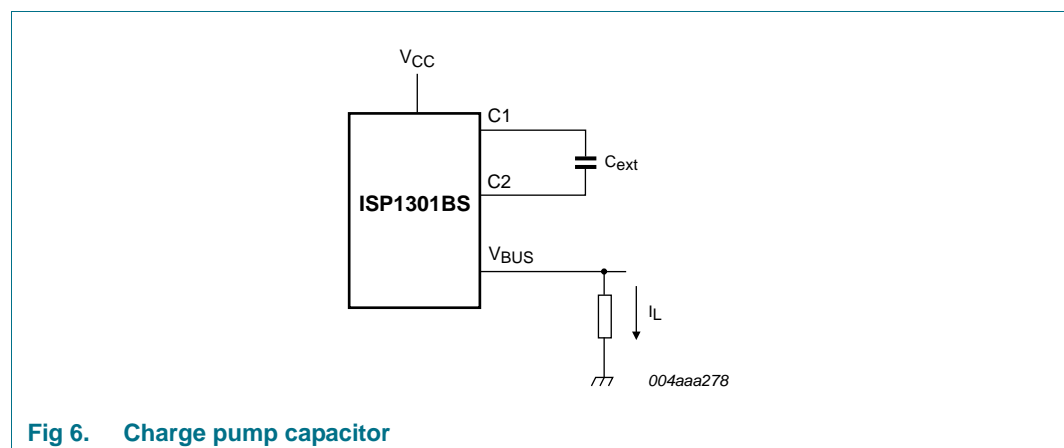 VCC
C1
Cext
C2
ISP1301BS
VBUS
IL
004aaa278
Fig 6. Charge pump capacitor